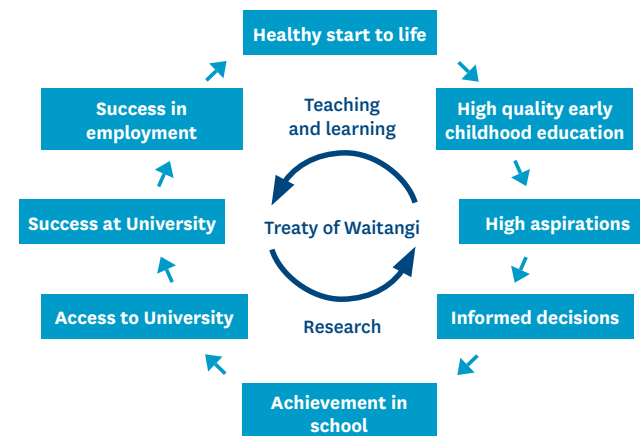 Healthy start to life
High quality early
childhood education
High aspirations
Informed decisions
Achievement in
school
Access to University
Success at University
Success in
employment
Teaching
and learning
Treaty of Waitangi
Research